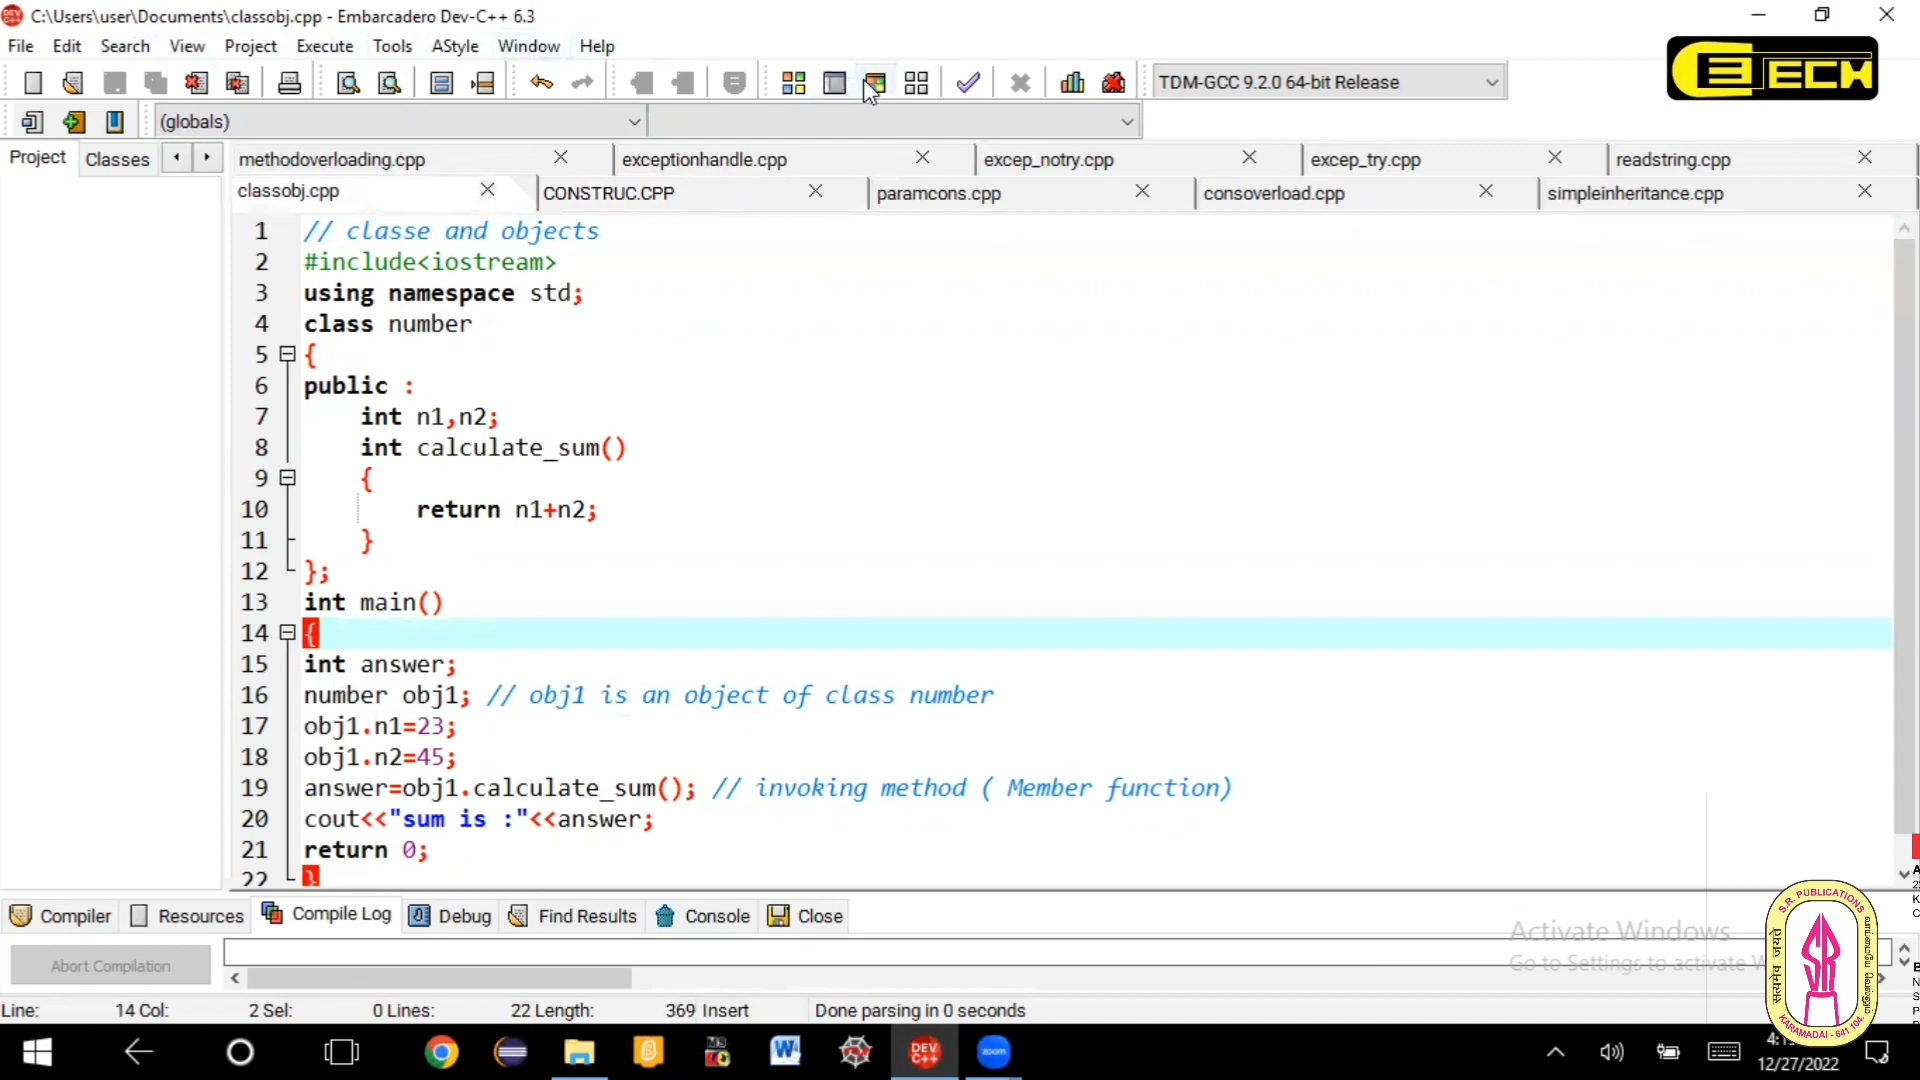 C:\Users\user\Documents\classobj.cpp - Embarcadero Dev-C++ 6.3
File Edit Search View Project Execute Tools AStyle Window Help
TDM-GCC 9.2.0 64-bit Release
(globals)
Project Classes
methodoverloading.cpp exceptionhandle.cpp excep_notry.cpp excep_try.cpp readstring.cpp
classobj.cpp CONSTRUC.CPP paramcons.cpp consoverload.cpp simpleinheritance.cpp
1 // classe and objects
2 #include<iostream>
3 using namespace std;
4 class number
5 {
6 public :
7 int n1,n2;
8 int calculate_sum()
9 {
10 return n1+n2;
11 }
12 };
13 int main()
14 {
15 int answer;
16 number obj1; // obj1 is an object of class number
17 obj1.n1=23;
18 obj1.n2=45;
19 answer=obj1.calculate_sum(); // invoking method ( Member function)
20 cout<<"sum is :"<<answer;
21 return 0;
22 }
Compiler Resources Compile Log Debug Find Results Console Close
Abort Compilation
Activate Windows
Go to Settings to activate W
S.R. PUBLICATIONS
SR
KARAMADAI - 641 104.
Line: 14 Col: 2 Sel: 0 Lines: 22 Length: 369 Insert Done parsing in 0 seconds
DEV C++
zoom
12/27/2022